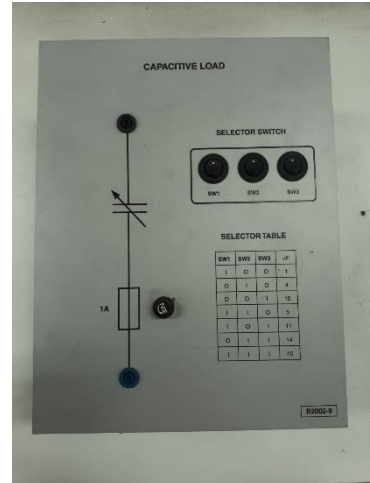 CAPACITIVE LOAD
SELECTOR SWITCH
SW1 SW2 SW3
SELECTOR TABLE
SW1 SW2 SW3 uF
I O O 1
O I O 4
O O I 10
I I O 5
I O I 11
O I I 14
I I I 15
1A
B2002-9